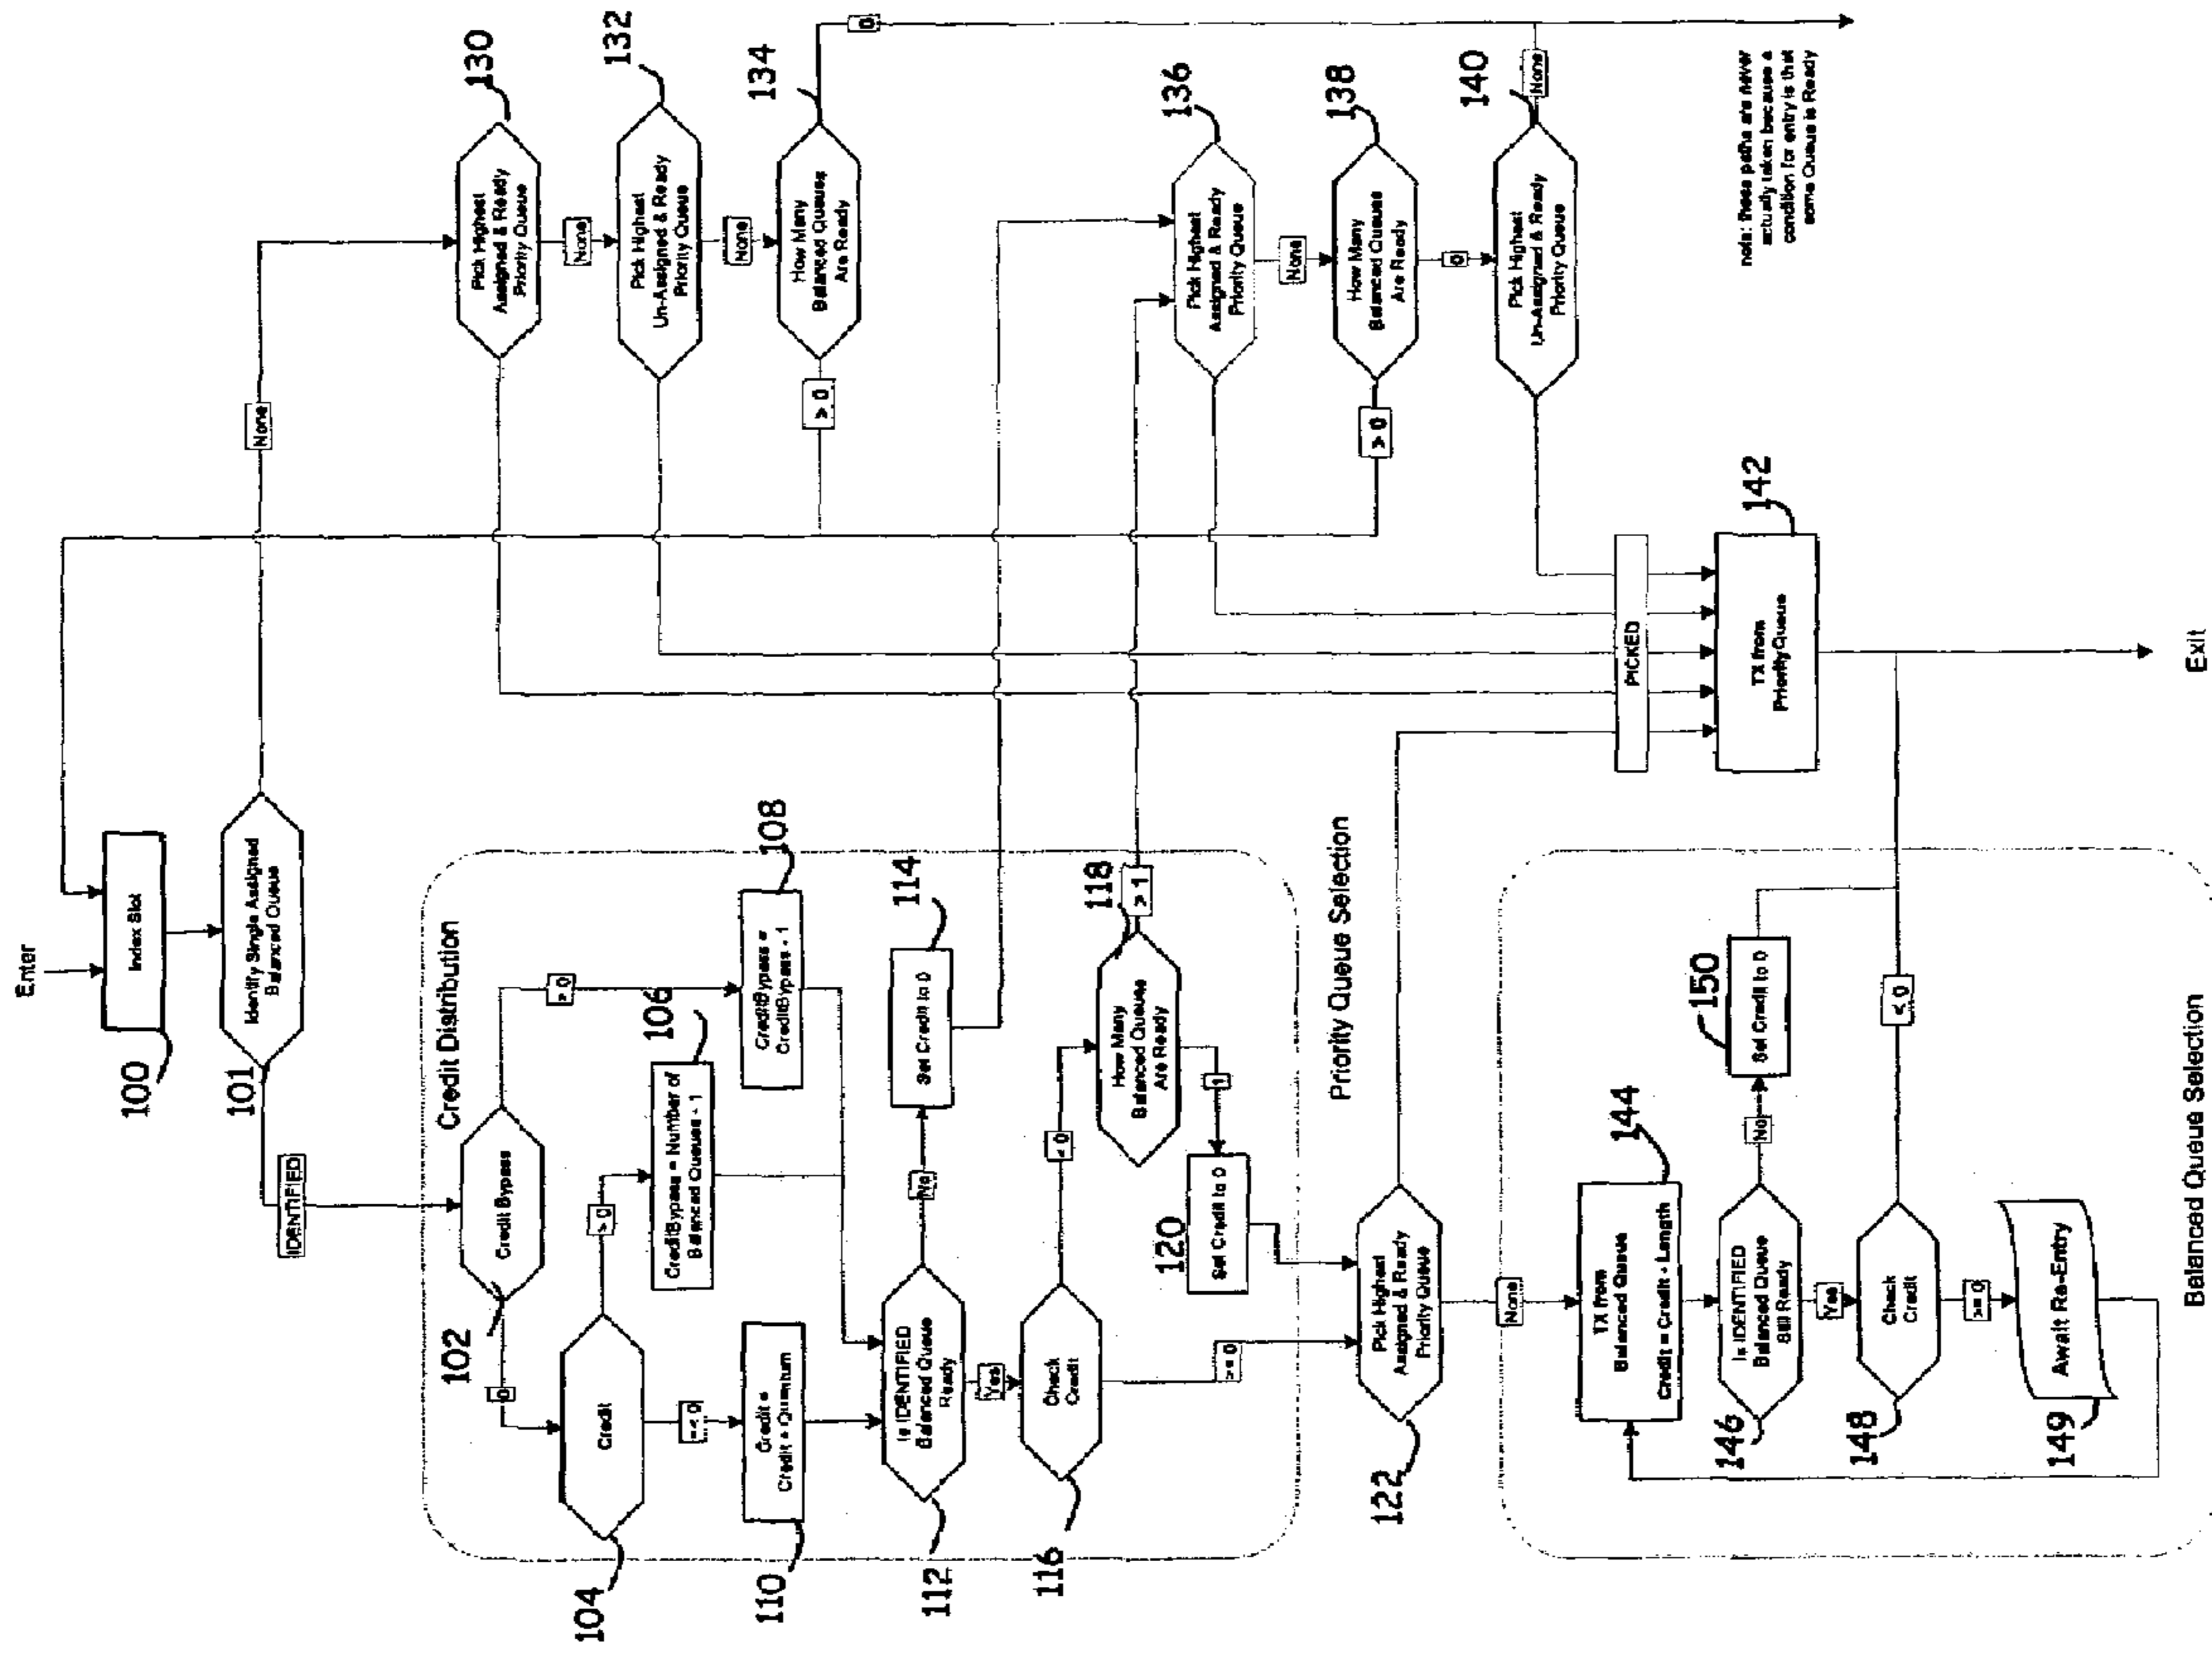 Enter
Index Slot
100
Identify Single Assigned
Balanced Queue
101
None
IDENTIFIED
Credit Distribution
Credit Bypass
102
0
> 0
Credit
104
> 0
=< 0
CreditBypass = Number of
Balanced Queues - 1
106
CreditBypass =
CreditBypass - 1
108
Credit =
Credit + Quantum
110
Is IDENTIFIED
Balanced Queue
Ready
112
No
Yes
Set Credit to 0
114
Check
Credit
116
< 0
>= 0
How Many
Balanced Queues
Are Ready
118
> 1
1
Set Credit to 0
120
Priority Queue Selection
Pick Highest
Assigned & Ready
Priority Queue
122
None
Pick Highest
Assigned & Ready
Priority Queue
130
None
Pick Highest
Un-Assigned & Ready
Priority Queue
132
None
How Many
Balanced Queues
Are Ready
134
> 0
0
Pick Highest
Assigned & Ready
Priority Queue
136
None
How Many
Balanced Queues
Are Ready
138
> 0
0
Pick Highest
Un-Assigned & Ready
Priority Queue
140
None
note: these paths are never
actually taken because a
condition for entry is that
some Queue is Ready
PICKED
TX from
Priority Queue
142
TX from
Balanced Queue
Credit = Credit - Length
144
Is IDENTIFIED
Balanced Queue
Still Ready
146
No
Yes
Set Credit to 0
150
Check
Credit
148
< 0
>= 0
Await Re-Entry
149
Balanced Queue Selection
Exit